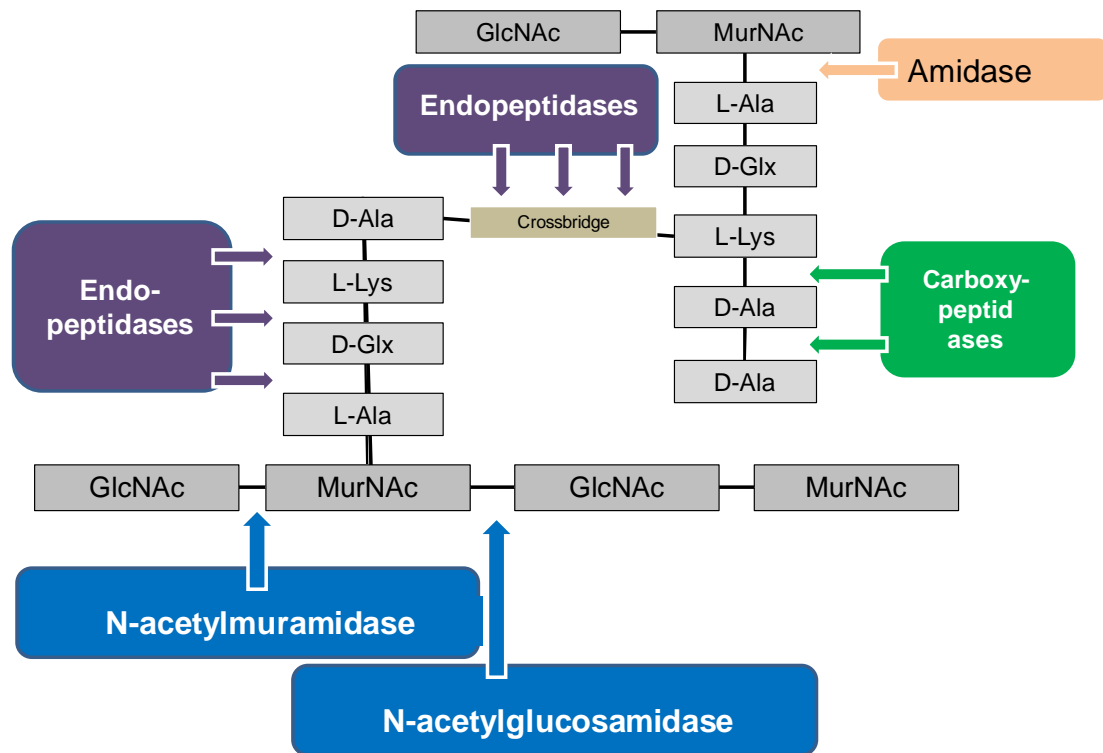 GlcNAc
MurNAc
Amidase
Endopeptidases
L-Ala
D-Glx
D-Ala
Crossbridge
L-Lys
Endo-
peptidases
L-Lys
Carboxy-
peptid
ases
D-Ala
D-Glx
D-Ala
L-Ala
GlcNAc
MurNAc
GlcNAc
MurNAc
N-acetylmuramidase
N-acetylglucosamidase